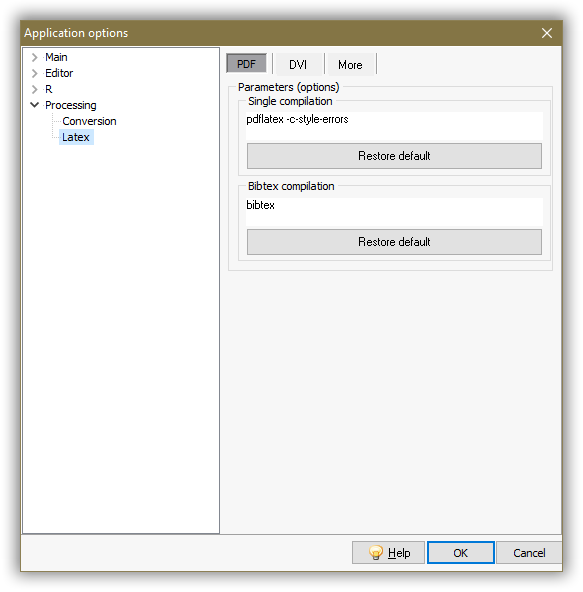 Application options
Main
Editor
R
Processing
Conversion
Latex
PDF DVI More
Parameters (options)
Single compilation
pdflatex -c-style-errors
Restore default
Bibtex compilation
bibtex
Restore default
Help OK Cancel